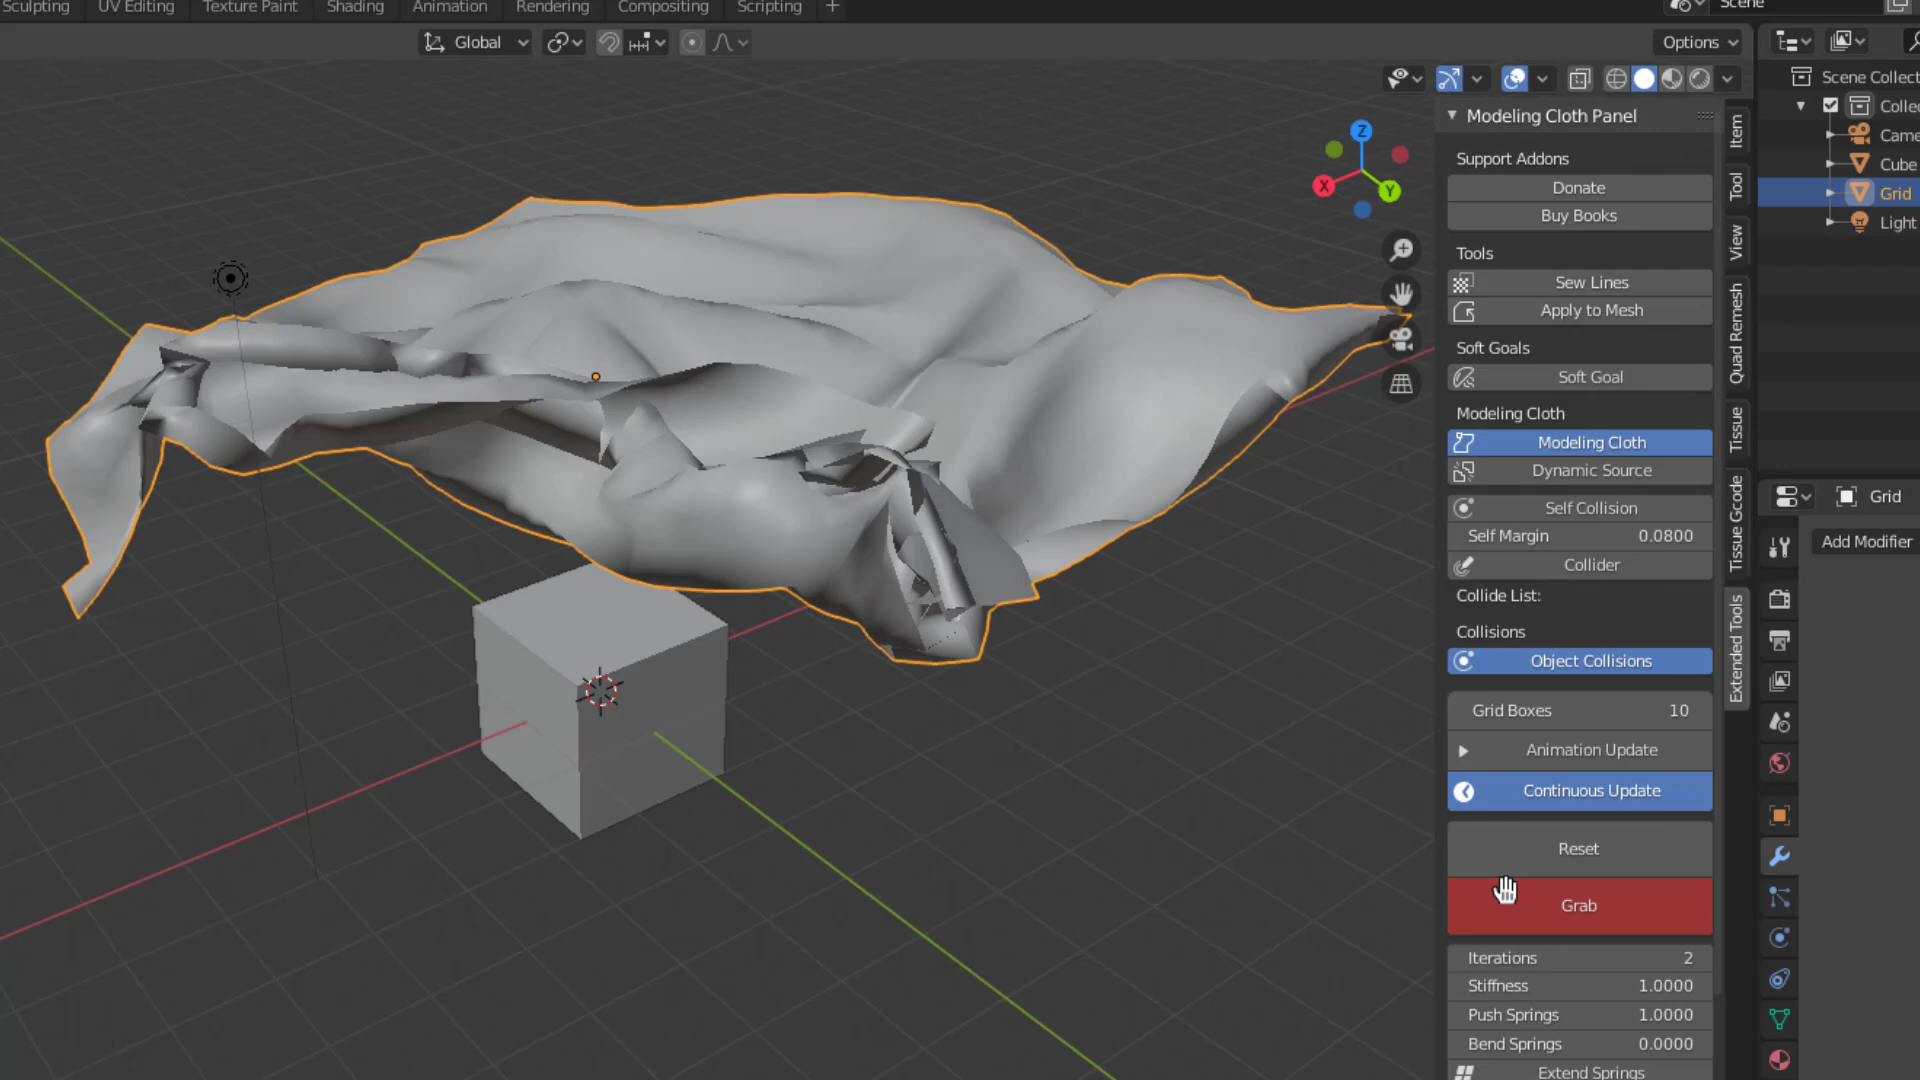 Sculpting UV Editing Texture Paint Shading Animation Rendering Compositing Scripting +
Scene
Global
Options
Modeling Cloth Panel
Support Addons
Donate
Buy Books
Tools
Sew Lines
Apply to Mesh
Soft Goals
Soft Goal
Modeling Cloth
Modeling Cloth
Dynamic Source
Self Collision
Self Margin 0.0800
Collider
Collide List:
Collisions
Object Collisions
Grid Boxes 10
Animation Update
Continuous Update
Reset
Grab
Iterations 2
Stiffness 1.0000
Push Springs 1.0000
Bend Springs 0.0000
Extend Springs
Item
Tool
View
Quad Remesh
Tissue
Tissue Gcode
Extended Tools
Z
X
Y
Scene Collect
Collec
Came
Cube
Grid
Light
Grid
Add Modifier